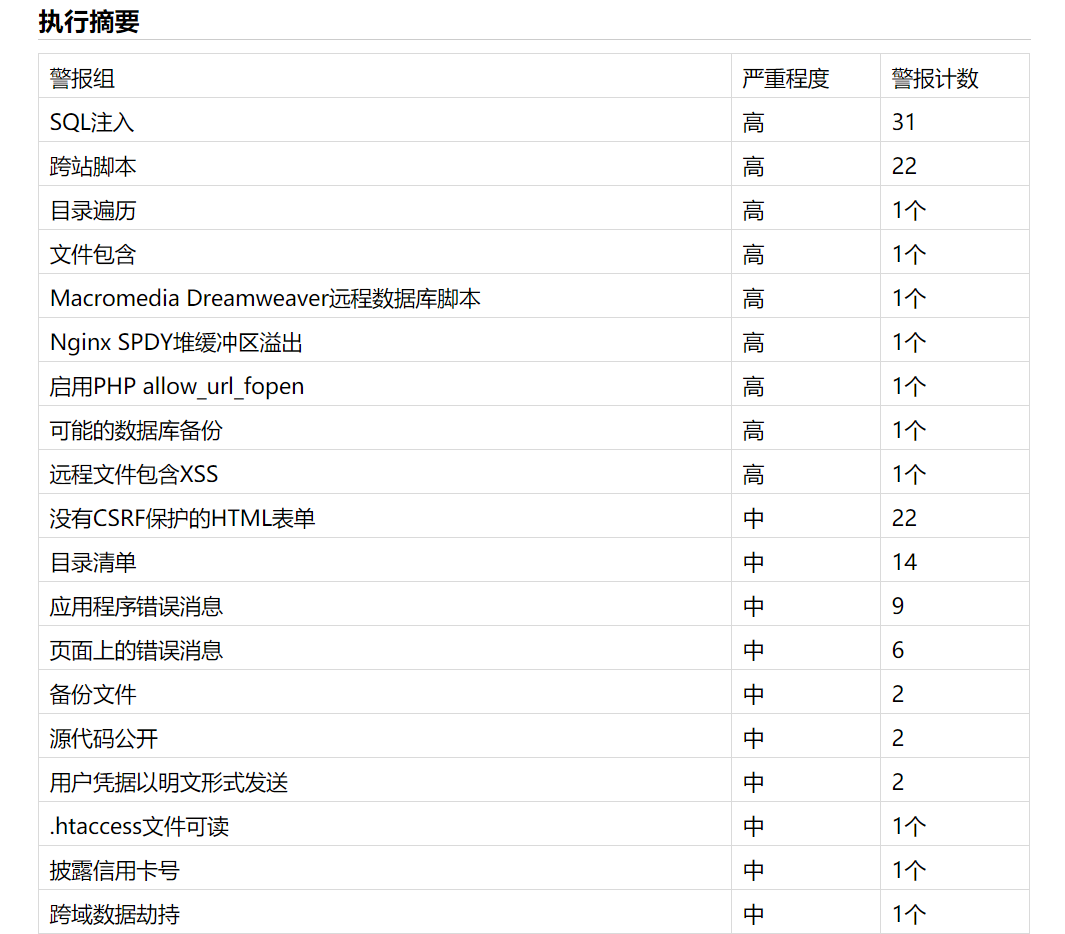 执行摘要
警报组 严重程度 警报计数
SQL注入 高 31
跨站脚本 高 22
目录遍历 高 1个
文件包含 高 1个
Macromedia Dreamweaver远程数据库脚本 高 1个
Nginx SPDY堆缓冲区溢出 高 1个
启用PHP allow_url_fopen 高 1个
可能的数据库备份 高 1个
远程文件包含XSS 高 1个
没有CSRF保护的HTML表单 中 22
目录清单 中 14
应用程序错误消息 中 9
页面上的错误消息 中 6
备份文件 中 2
源代码公开 中 2
用户凭据以明文形式发送 中 2
.htaccess文件可读 中 1个
披露信用卡号 中 1个
跨域数据劫持 中 1个